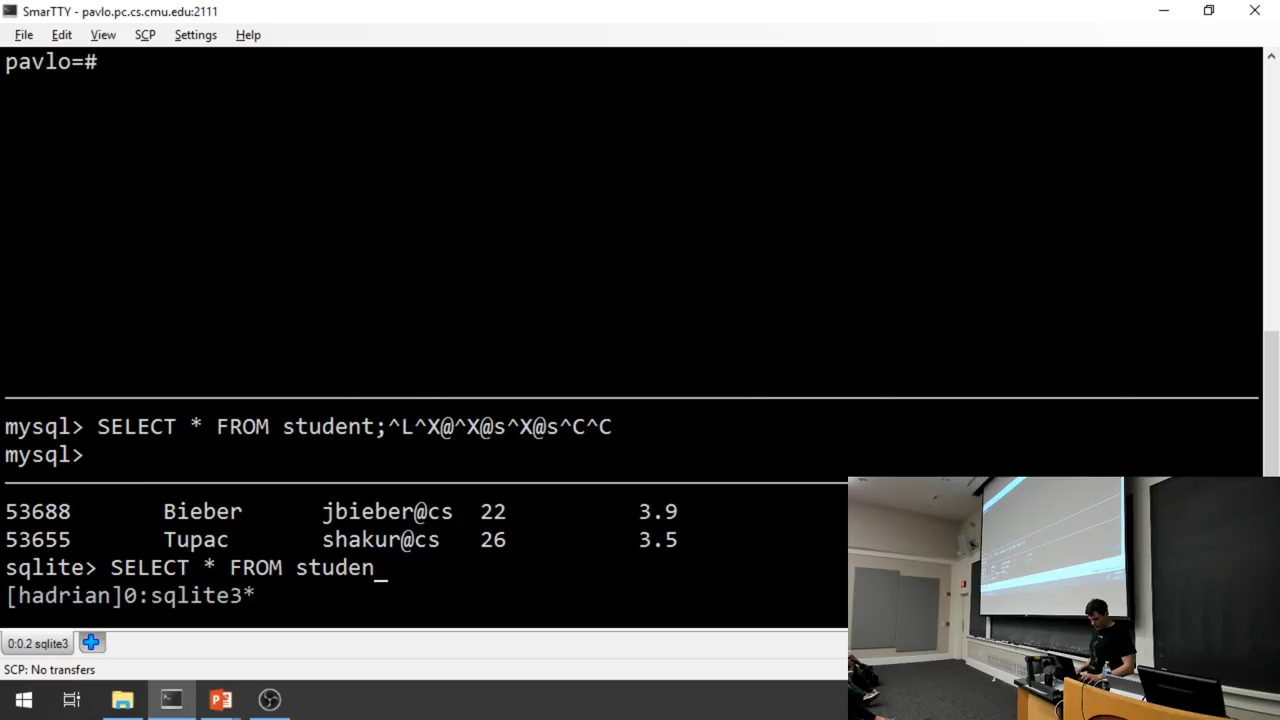 SmarTTY - pavlo.pc.cs.cmu.edu:2111
File Edit View SCP Settings Help
pavlo=#
mysql> SELECT * FROM student;^L^X@^X@s^X@s^C^C
mysql>
53688 Bieber jbieber@cs 22 3.9
53655 Tupac shakur@cs 26 3.5
sqlite> SELECT * FROM studen_
[hadrian]0:sqlite3*
0:0.2 sqlite3
SCP: No transfers